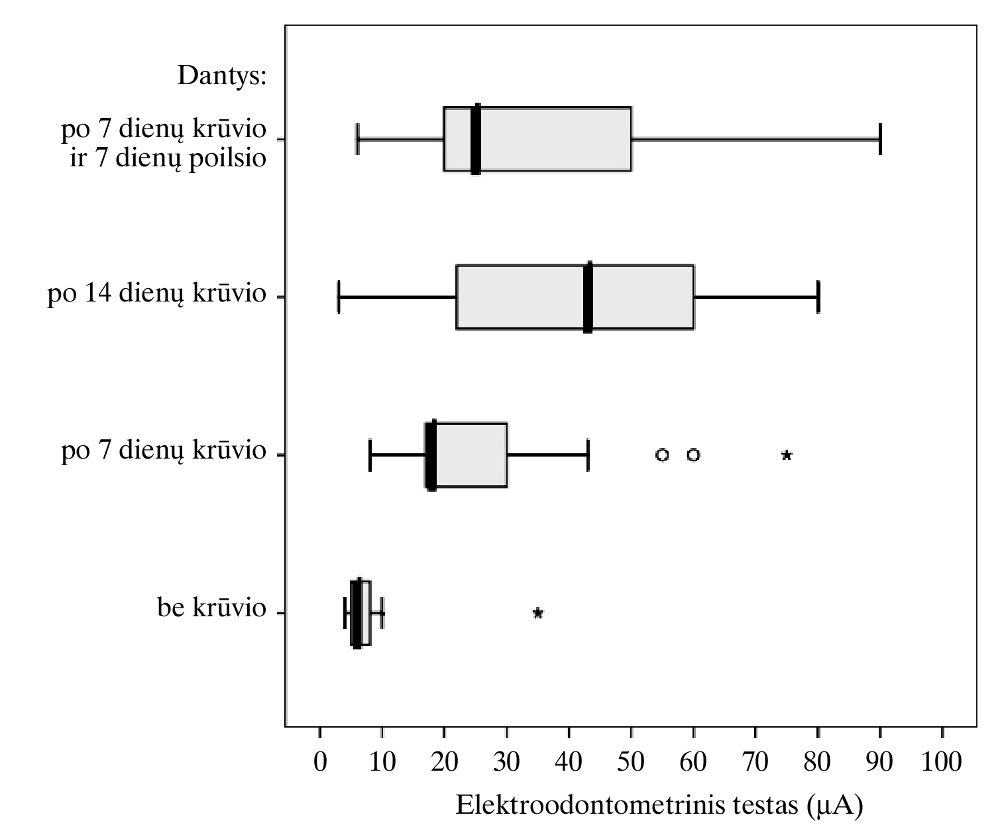 Dantys:
po 7 dienų krūvio
ir 7 dienų poilsio
po 14 dienų krūvio
po 7 dienų krūvio
be krūvio
0 10 20 30 40 50 60 70 80 90 100
Elektroodontometrinis testas (µA)